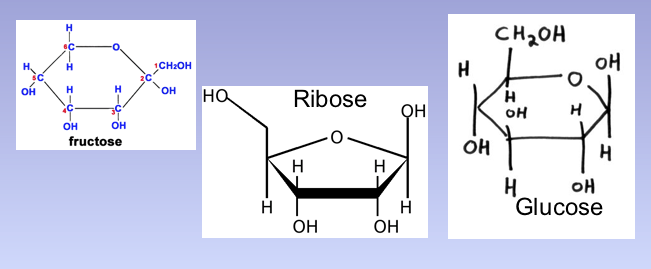 H
6C O
H H 1CH2OH
5C 2C
OH H H OH
4C 3C
OH OH
fructose
HO Ribose OH
O
H H
H H
OH OH
CH2OH
H OH
O
H
OH H
OH H
H OH
Glucose